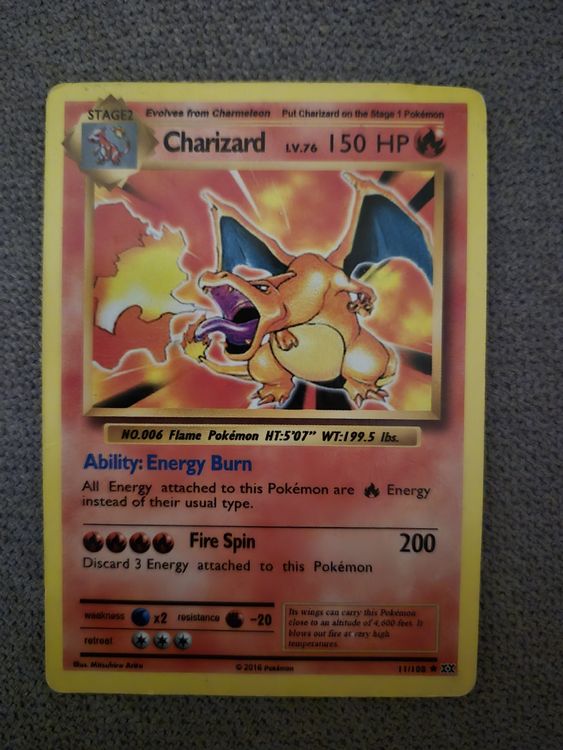 STAGE2 Evolves from Charmeleon Put Charizard on the Stage 1 Pokémon
Charizard LV.76 150 HP
NO.006 Flame Pokémon HT:5'07" WT:199.5 lbs.
Ability: Energy Burn
All Energy attached to this Pokémon are Energy
instead of their usual type.
Fire Spin 200
Discard 3 Energy attached to this Pokémon
weakness x2 resistance -20
retreat
Its wings can carry this Pokémon
close to an altitude of 4,600 feet. It
blows out fire at very high
temperatures.
Illus. Mitsuhiro Arita © 2016 Pokémon 11/108 ★